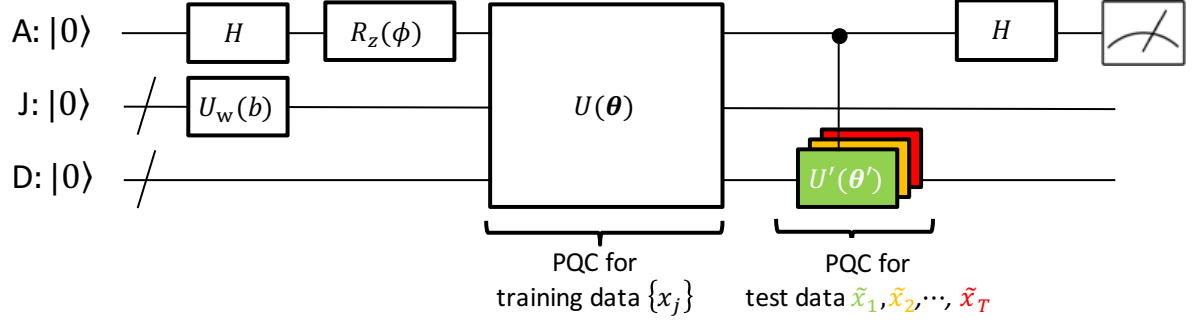 A: |0⟩ H R_z(ϕ) H
J: |0⟩ U_w(b) U(θ)
D: |0⟩ U′(θ′)
PQC for PQC for
training data {x_j} test data x̃_1, x̃_2,⋯, x̃_T